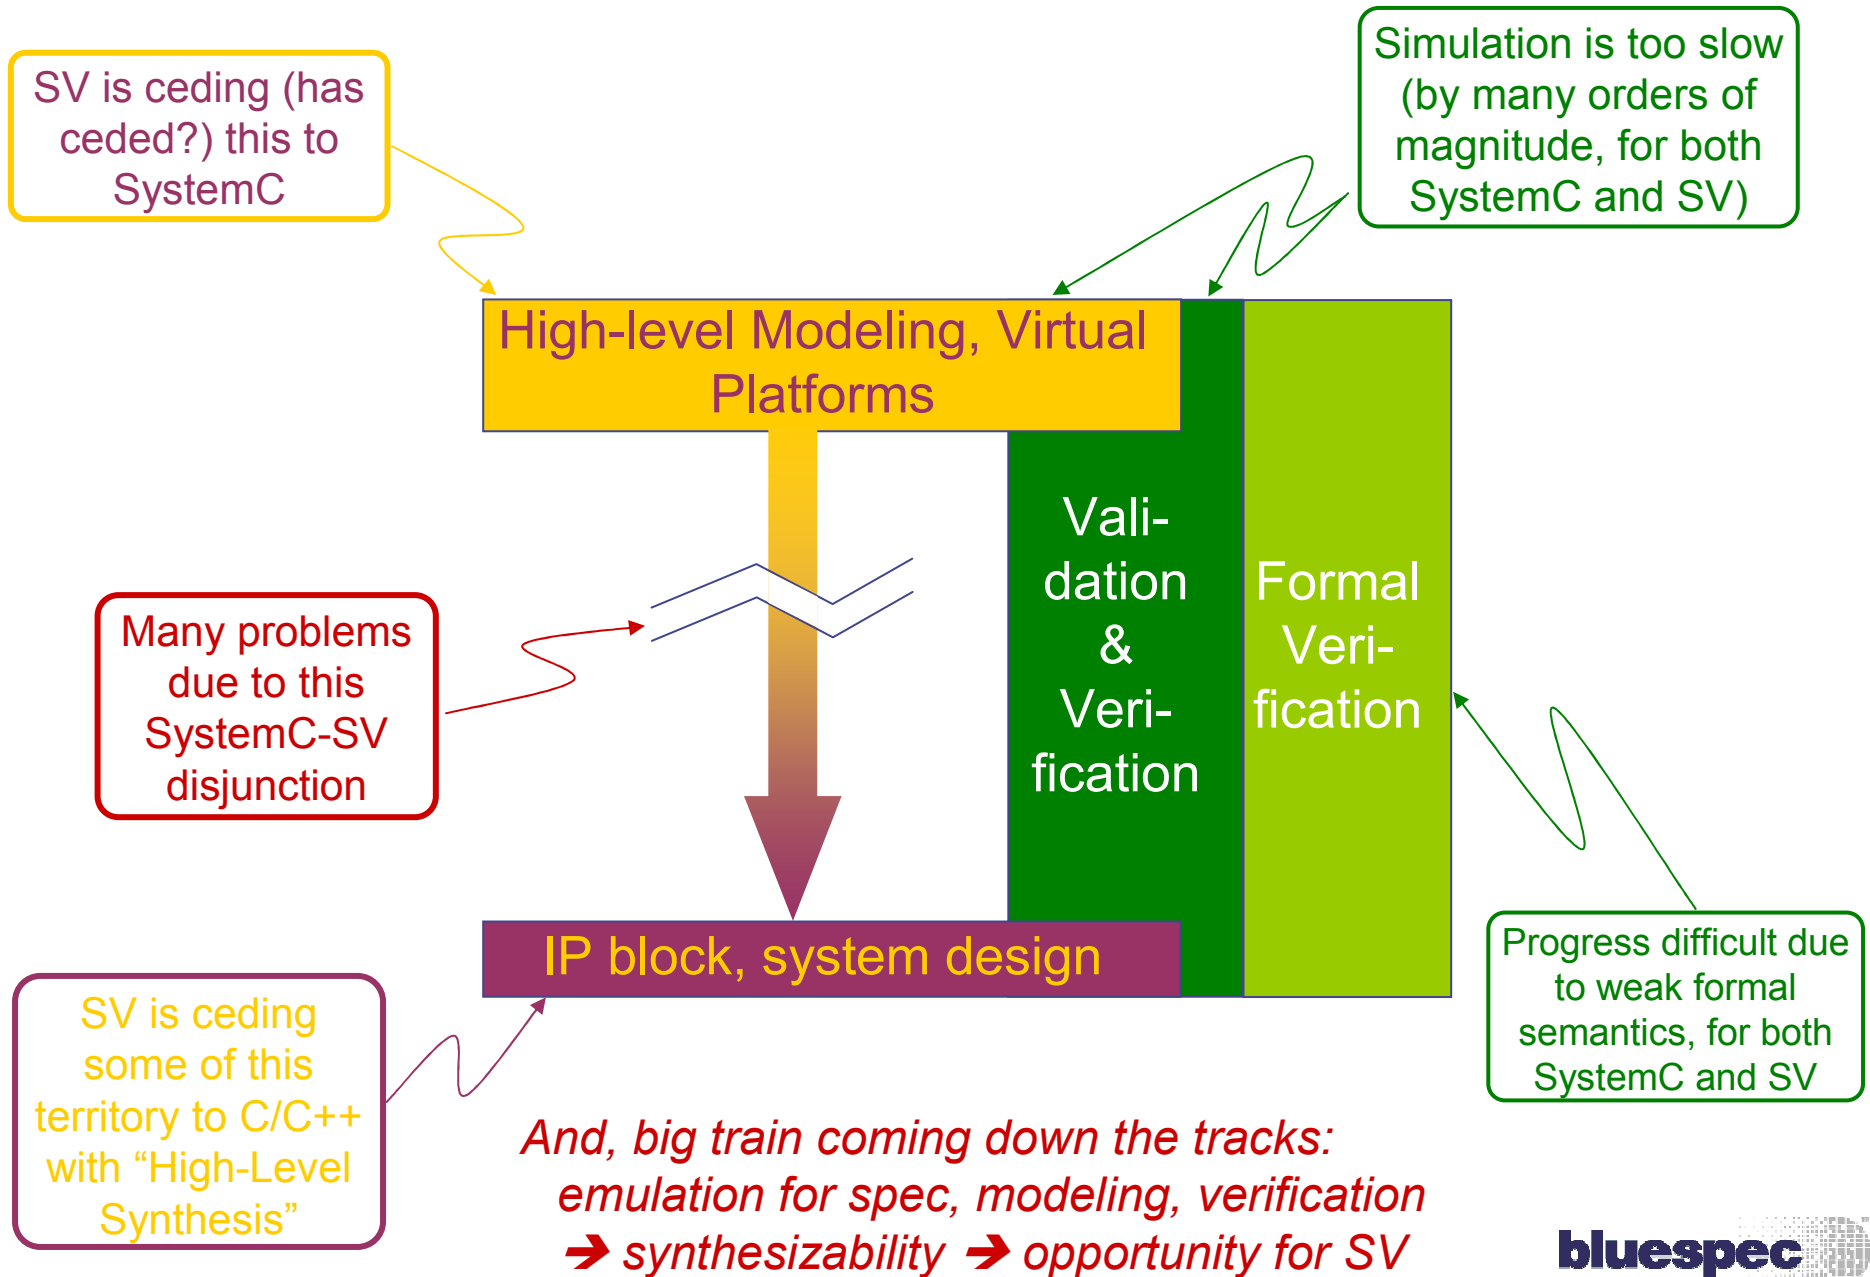 SV is ceding (has
ceded?) this to
SystemC
Simulation is too slow
(by many orders of
magnitude, for both
SystemC and SV)
High-level Modeling, Virtual
Platforms
Vali-
dation
&
Veri-
fication
Formal
Veri-
fication
Many problems
due to this
SystemC-SV
disjunction
IP block, system design
Progress difficult due
to weak formal
semantics, for both
SystemC and SV
SV is ceding
some of this
territory to C/C++
with “High-Level
Synthesis”
And, big train coming down the tracks:
emulation for spec, modeling, verification
➔ synthesizability ➔ opportunity for SV
bluespec